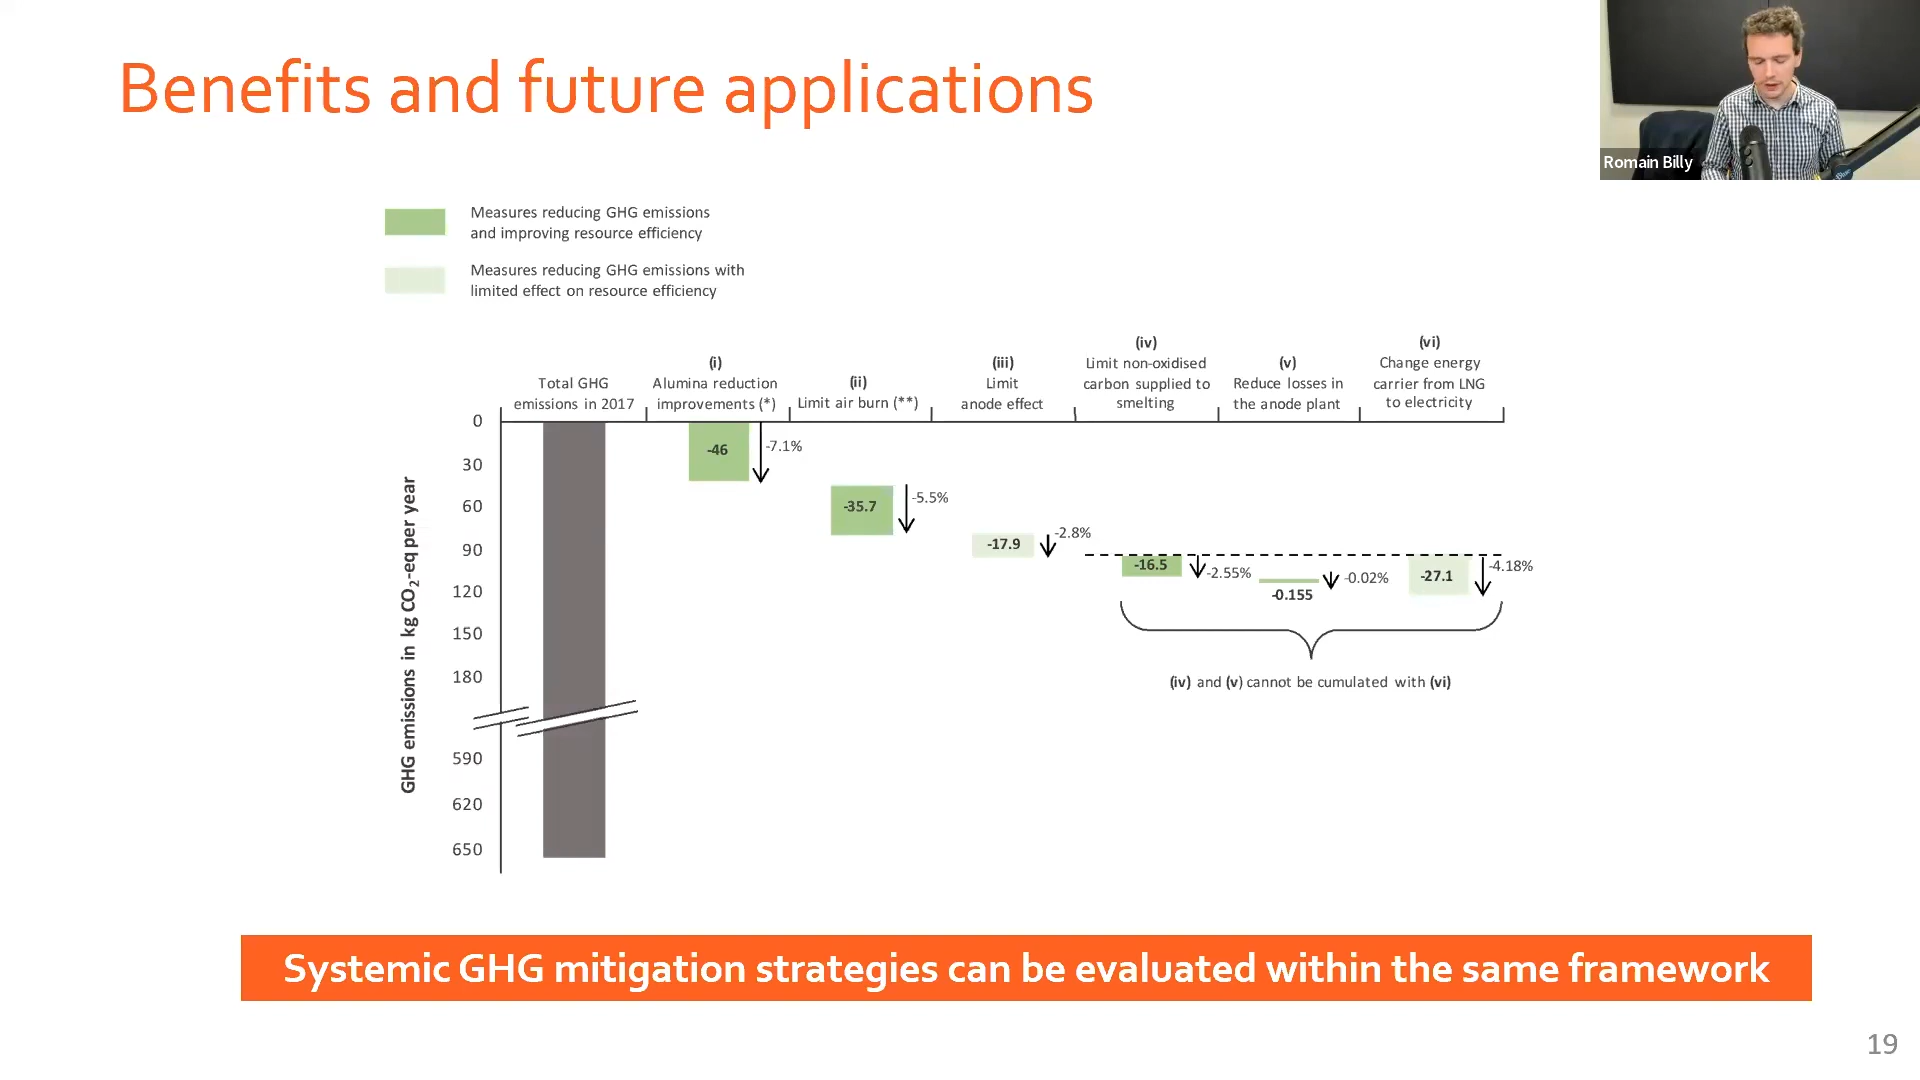 Benefits and future applications
Romain Billy
Measures reducing GHG emissions
and improving resource efficiency
Measures reducing GHG emissions with
limited effect on resource efficiency
Total GHG
emissions in 2017
(i)
Alumina reduction
improvements (*)
(ii)
Limit air burn (**)
(iii)
Limit
anode effect
(iv)
Limit non-oxidised
carbon supplied to
smelting
(v)
Reduce losses in
the anode plant
(vi)
Change energy
carrier from LNG
to electricity
GHG emissions in kg CO₂-eq per year
0
30
60
90
120
150
180
590
620
650
-46
-7.1%
-35.7
-5.5%
-17.9
-2.8%
-16.5
-2.55%
-0.155
-0.02%
-27.1
-4.18%
(iv) and (v) cannot be cumulated with (vi)
Systemic GHG mitigation strategies can be evaluated within the same framework
19